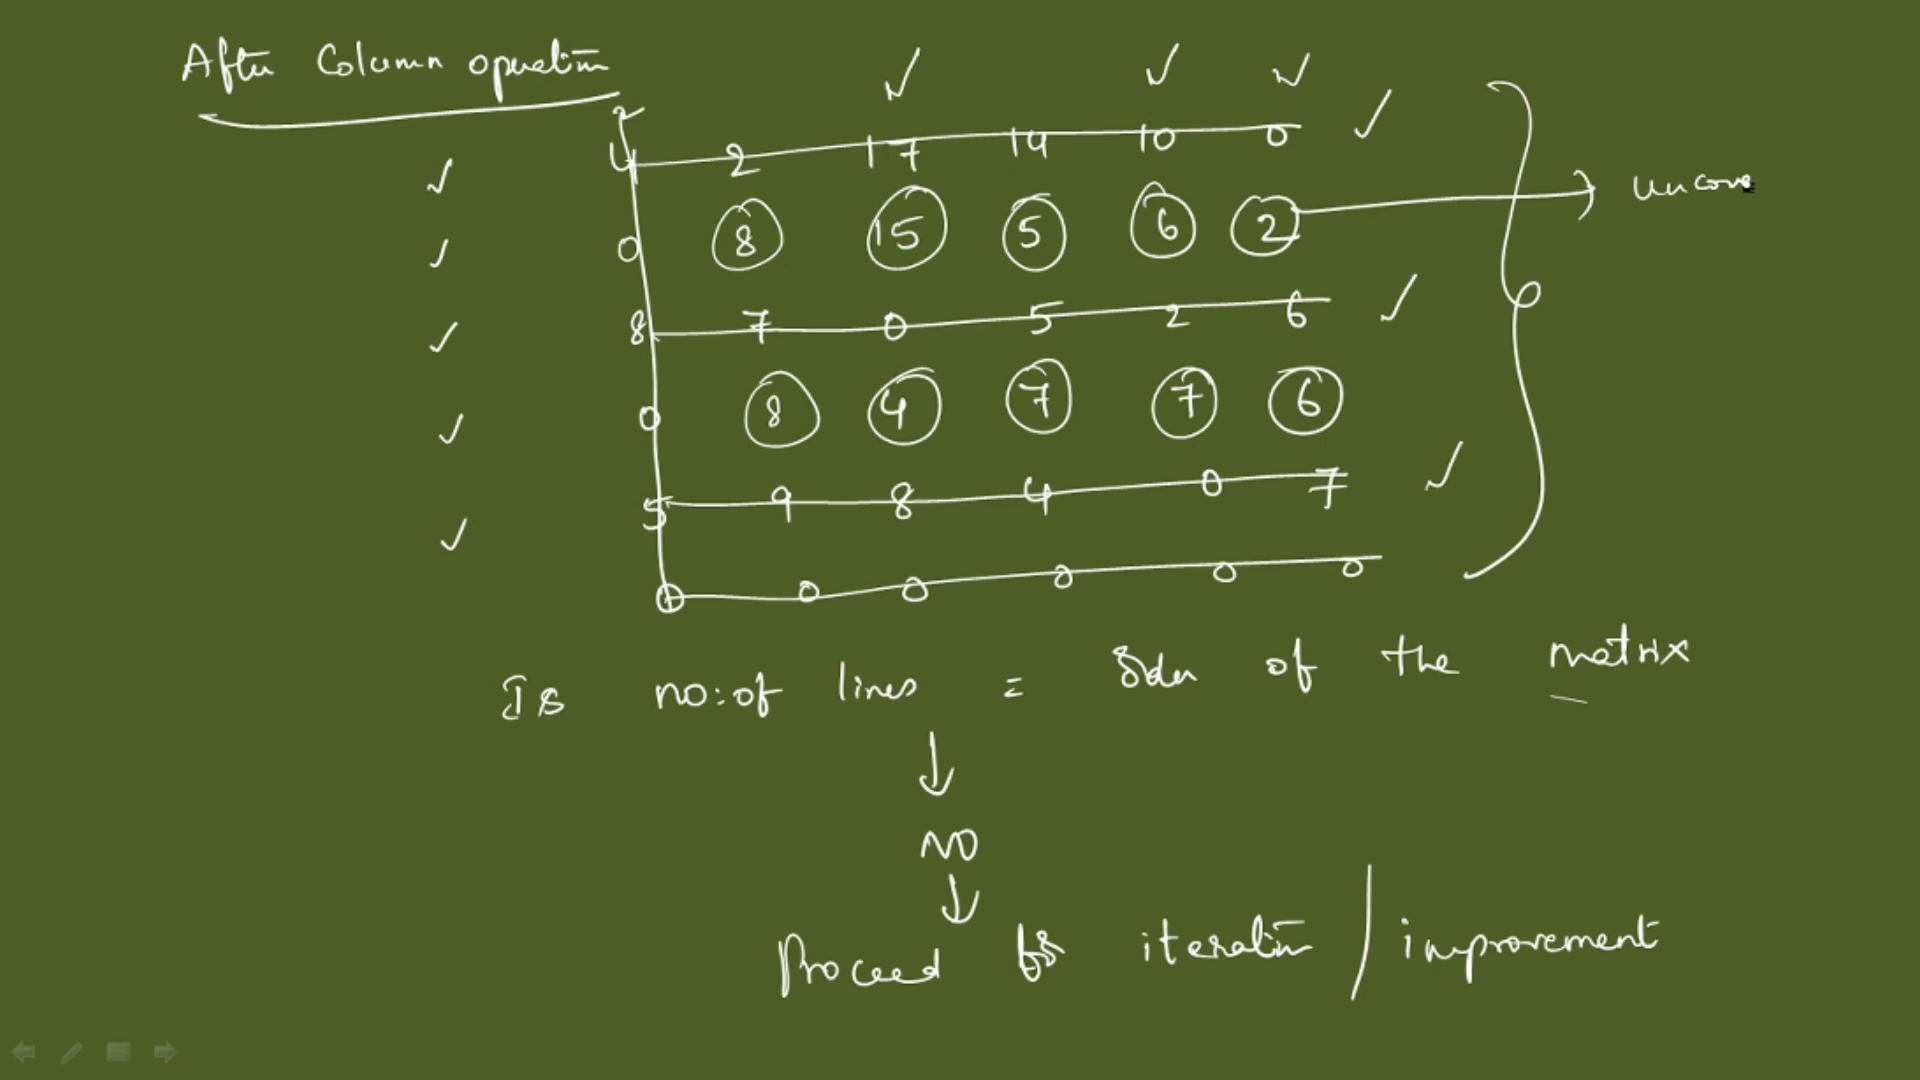 After Column operation
4 2 17 14 10 0
0 8 15 5 6 2 uncove
8 7 0 5 2 6
0 8 4 7 7 6
5 9 8 4 0 7
0 0 0 0 0 0
Is no: of lines = order of the matrix
NO
Proceed for iteration / improvement